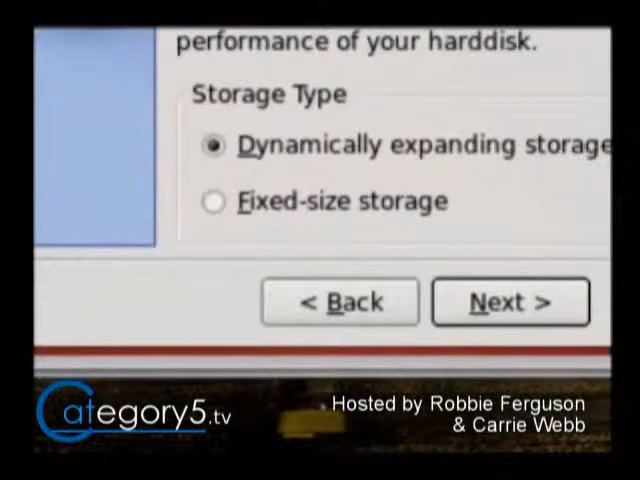 performance of your harddisk.
Storage Type
Dynamically expanding storage
Fixed-size storage
< Back
Next >
Category5.tv
Hosted by Robbie Ferguson
& Carrie Webb